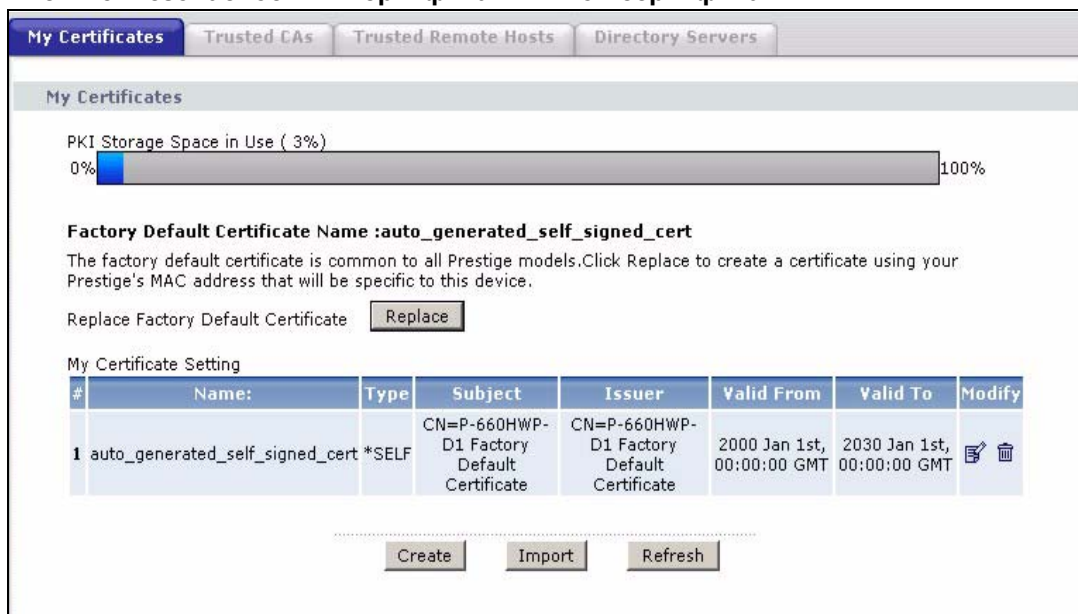 My Certificates Trusted CAs Trusted Remote Hosts Directory Servers
My Certificates
PKI Storage Space in Use ( 3%)
0% 100%
Factory Default Certificate Name :auto_generated_self_signed_cert
The factory default certificate is common to all Prestige models.Click Replace to create a certificate using your
Prestige's MAC address that will be specific to this device.
Replace Factory Default Certificate Replace
My Certificate Setting
# Name: Type Subject Issuer Valid From Valid To Modify
1 auto_generated_self_signed_cert *SELF CN=P-660HWP-D1 Factory Default Certificate CN=P-660HWP-D1 Factory Default Certificate 2000 Jan 1st, 00:00:00 GMT 2030 Jan 1st, 00:00:00 GMT
Create Import Refresh